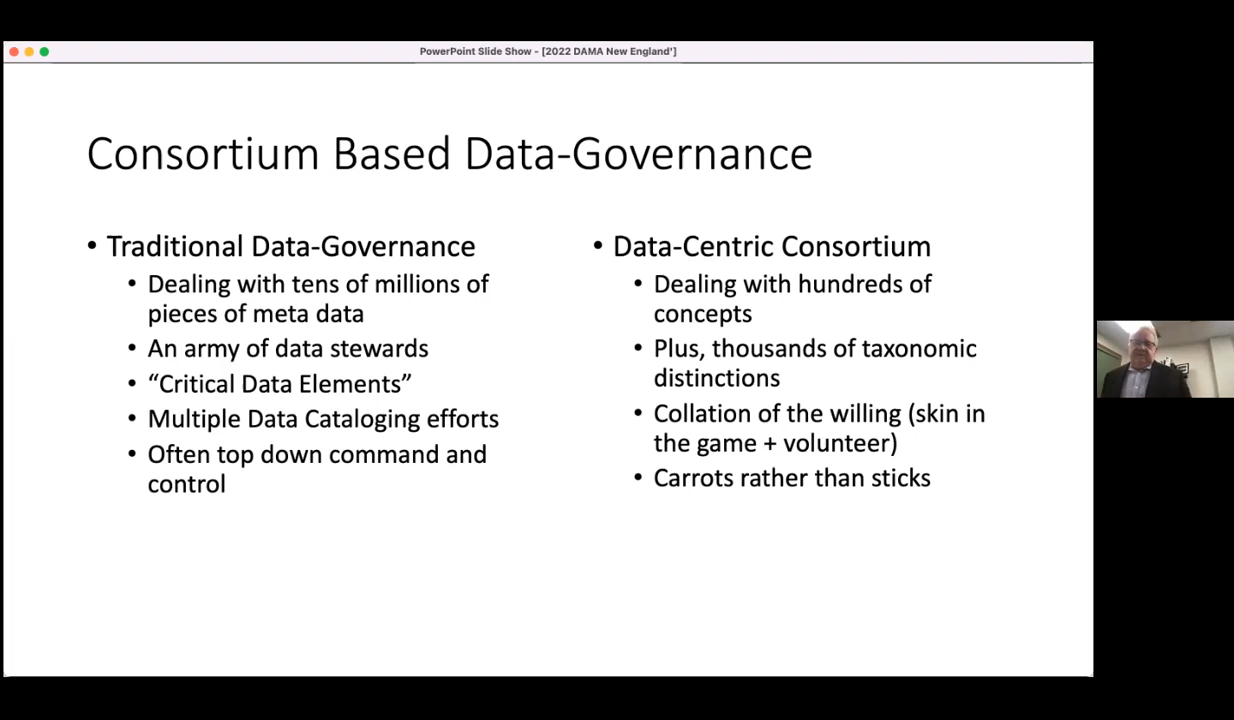 PowerPoint Slide Show - [2022 DAMA New England']
Consortium Based Data-Governance
• Traditional Data-Governance
• Dealing with tens of millions of
pieces of meta data
• An army of data stewards
• “Critical Data Elements”
• Multiple Data Cataloging efforts
• Often top down command and
control
• Data-Centric Consortium
• Dealing with hundreds of
concepts
• Plus, thousands of taxonomic
distinctions
• Collation of the willing (skin in
the game + volunteer)
• Carrots rather than sticks